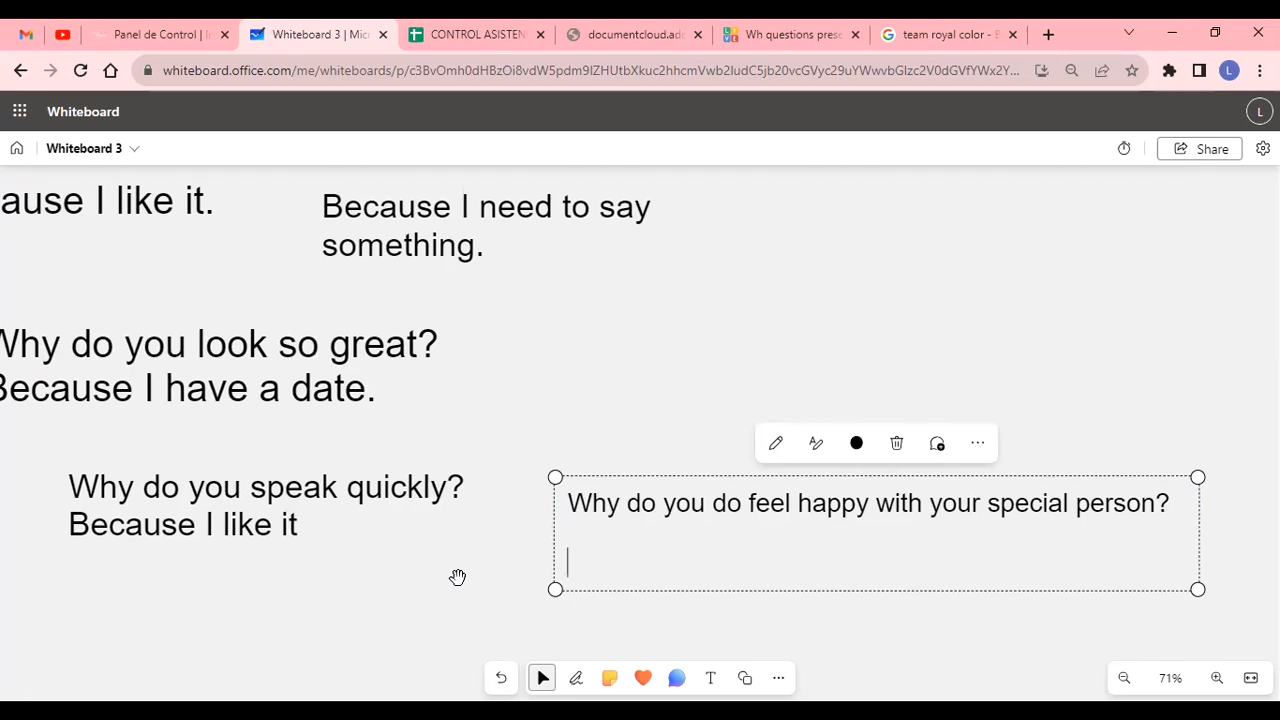 Panel de Control | I
Whiteboard 3 | Mic
CONTROL ASISTEN
documentcloud.ad
Wh questions pres
team royal color - B
whiteboard.office.com/me/whiteboards/p/
Whiteboard
L
Whiteboard 3
Share
ause I like it.
Because I need to say
something.
Why do you look so great?
Because I have a date.
Why do you speak quickly?
Because I like it
Why do you do feel happy with your special person?
71%